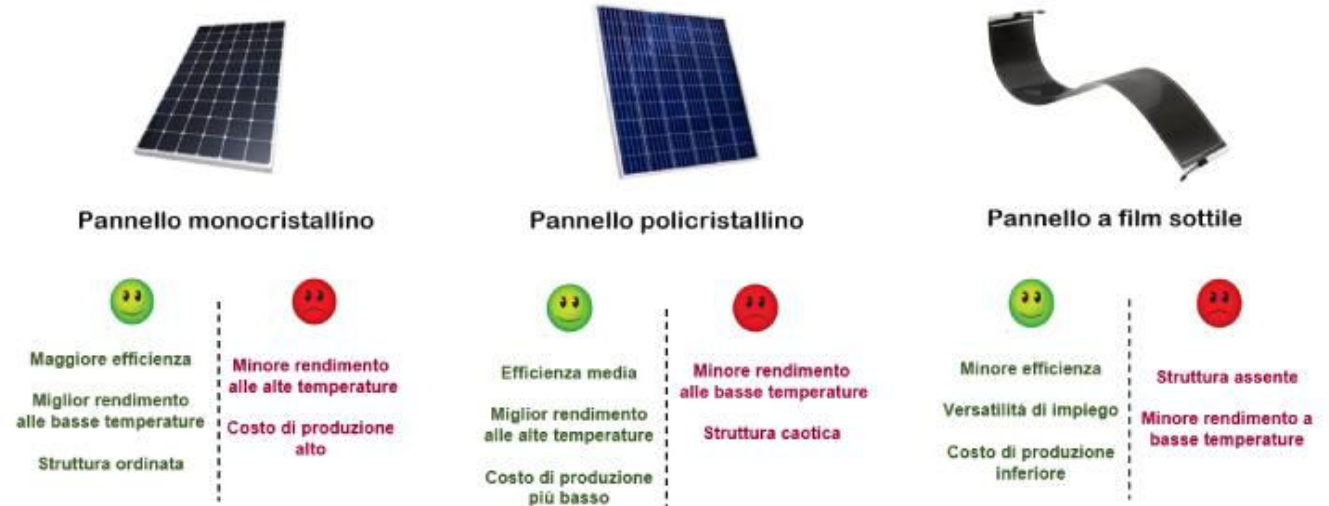 Pannello monocristallino
Maggiore efficienza
Miglior rendimento
alle basse temperature
Struttura ordinata
Minore rendimento
alle alte temperature
Costo di produzione
alto
Pannello policristallino
Efficienza media
Miglior rendimento
alle alte temperature
Costo di produzione
più basso
Minore rendimento
alle basse temperature
Struttura caotica
Pannello a film sottile
Minore efficienza
Versatilità di impiego
Costo di produzione
inferiore
Struttura assente
Minore rendimento a
basse temperature